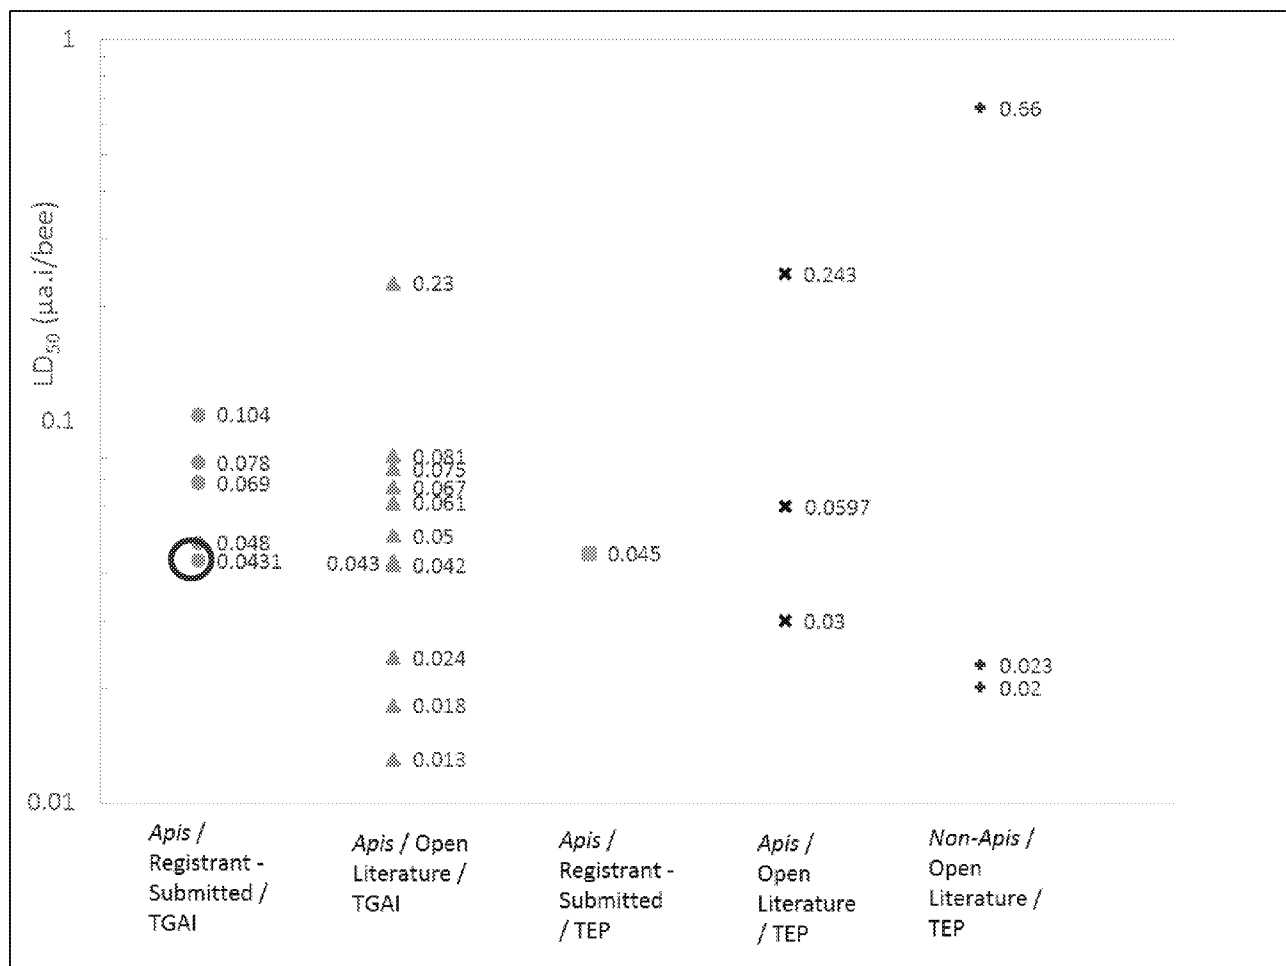 1
0.66
LD50 (µa.i/bee)
0.243
0.23
0.1
0.104
0.078
0.081
0.075
0.069
0.067
0.061
0.0597
0.048
0.05
0.0431
0.043
0.042
0.045
0.03
0.024
0.023
0.018
0.02
0.013
0.01
Apis /
Registrant -
Submitted /
TGAI
Apis / Open
Literature /
TGAI
Apis /
Registrant -
Submitted
/ TEP
Apis /
Open
Literature
/ TEP
Non-Apis /
Open
Literature /
TEP